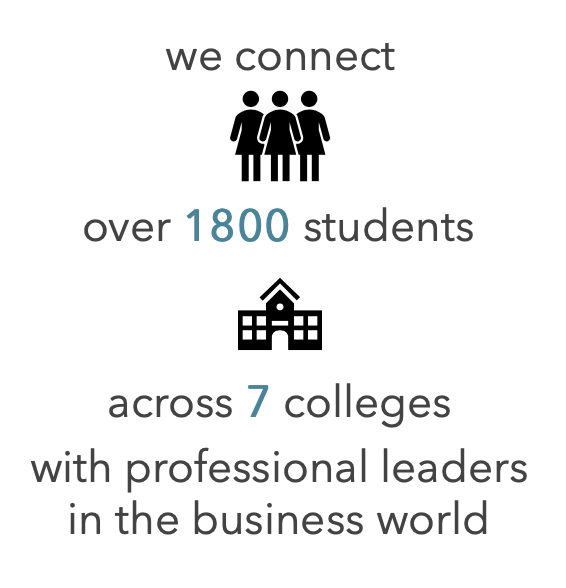 we connect
over 1800 students
across 7 colleges
with professional leaders
in the business world